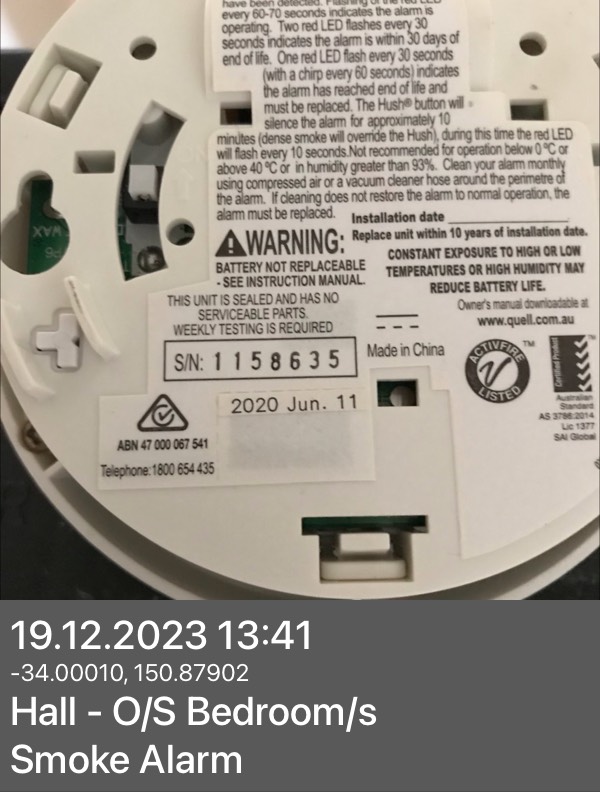 have been detected. Flashing of the red LED
every 60-70 seconds indicates the alarm is
operating. Two red LED flashes every 30
seconds indicates the alarm is within 30 days of
end of life. One red LED flash every 30 seconds
(with a chirp every 60 seconds) indicates
the alarm has reached end of life and
must be replaced. The Hush® button will
silence the alarm for approximately 10
minutes (dense smoke will override the Hush), during this time the red LED
will flash every 10 seconds.Not recommended for operation below 0 °C or
above 40 °C or in humidity greater than 93%. Clean your alarm monthly
using compressed air or a vacuum cleaner hose around the perimetre of
the alarm. If cleaning does not restore the alarm to normal operation, the
alarm must be replaced.
Installation date
Replace unit within 10 years of installation date.
WARNING:
BATTERY NOT REPLACEABLE
- SEE INSTRUCTION MANUAL.
CONSTANT EXPOSURE TO HIGH OR LOW
TEMPERATURES OR HIGH HUMIDITY MAY
REDUCE BATTERY LIFE.
THIS UNIT IS SEALED AND HAS NO
SERVICEABLE PARTS.
WEEKLY TESTING IS REQUIRED
Owner's manual downloadable at
www.quell.com.au
S/N: 1158635
Made in China
ACTIVFIRE
LISTED
TM
Certified Product
Australian
Standard
AS 3786:2014
Lic 1377
SAI Global
2020 Jun. 11
ABN 47 000 067 541
Telephone:1800 654 435
19.12.2023 13:41
-34.00010, 150.87902
Hall - O/S Bedroom/s
Smoke Alarm